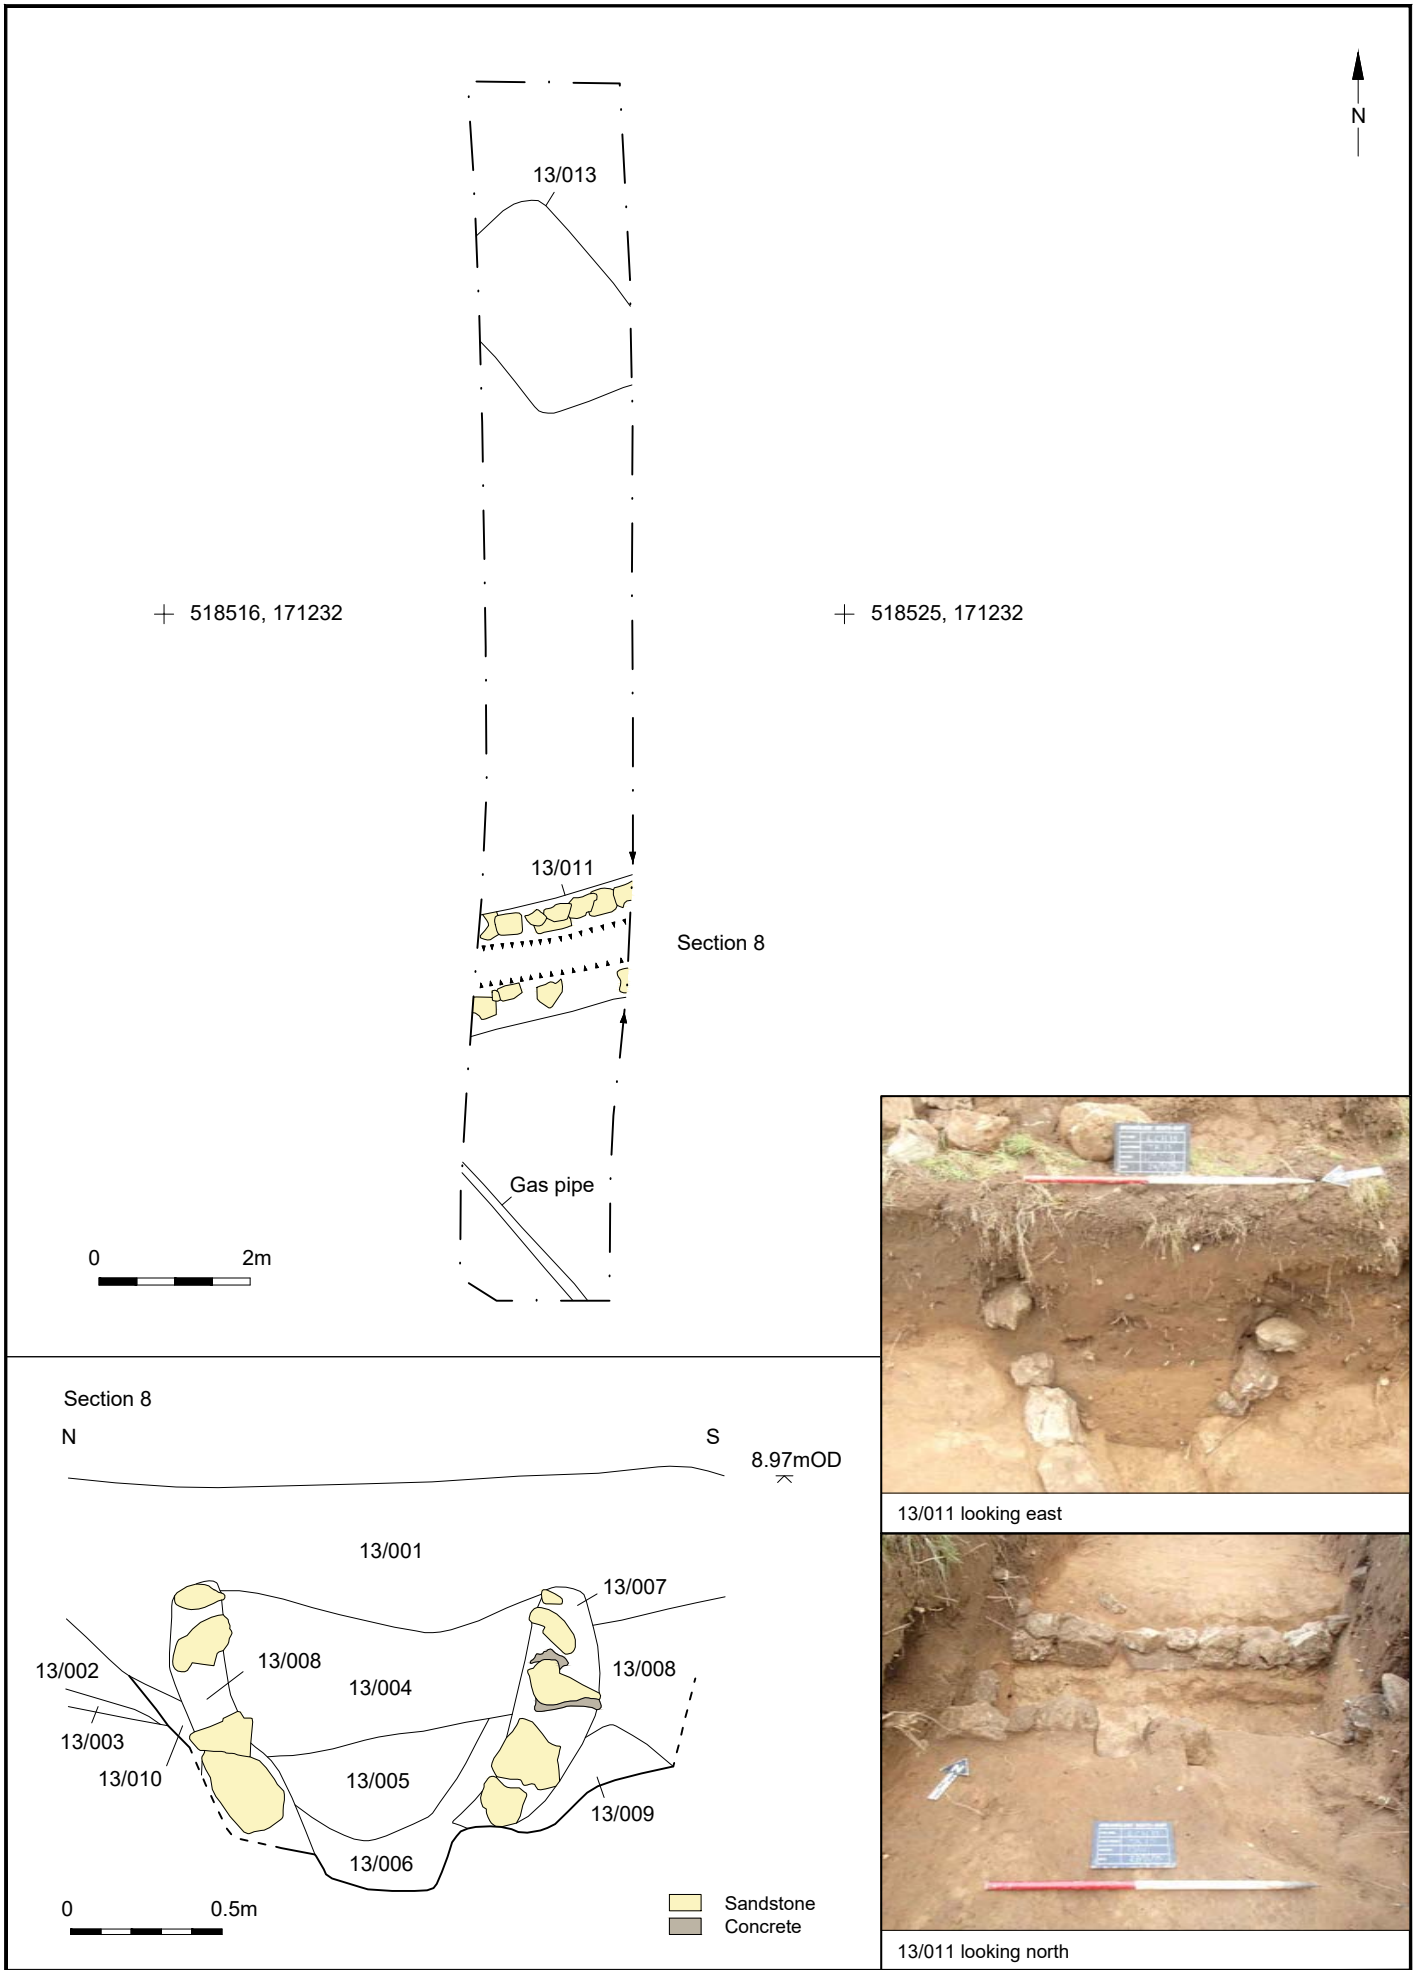 N
13/013
518516, 171232
518525, 171232
13/011
Section 8
Gas pipe
0 2m
Section 8
N S
8.97mOD
13/001
13/007
13/002
13/008
13/004
13/008
13/003
13/010
13/005
13/009
13/006
0 0.5m
Sandstone
Concrete
13/011 looking east
13/011 looking north